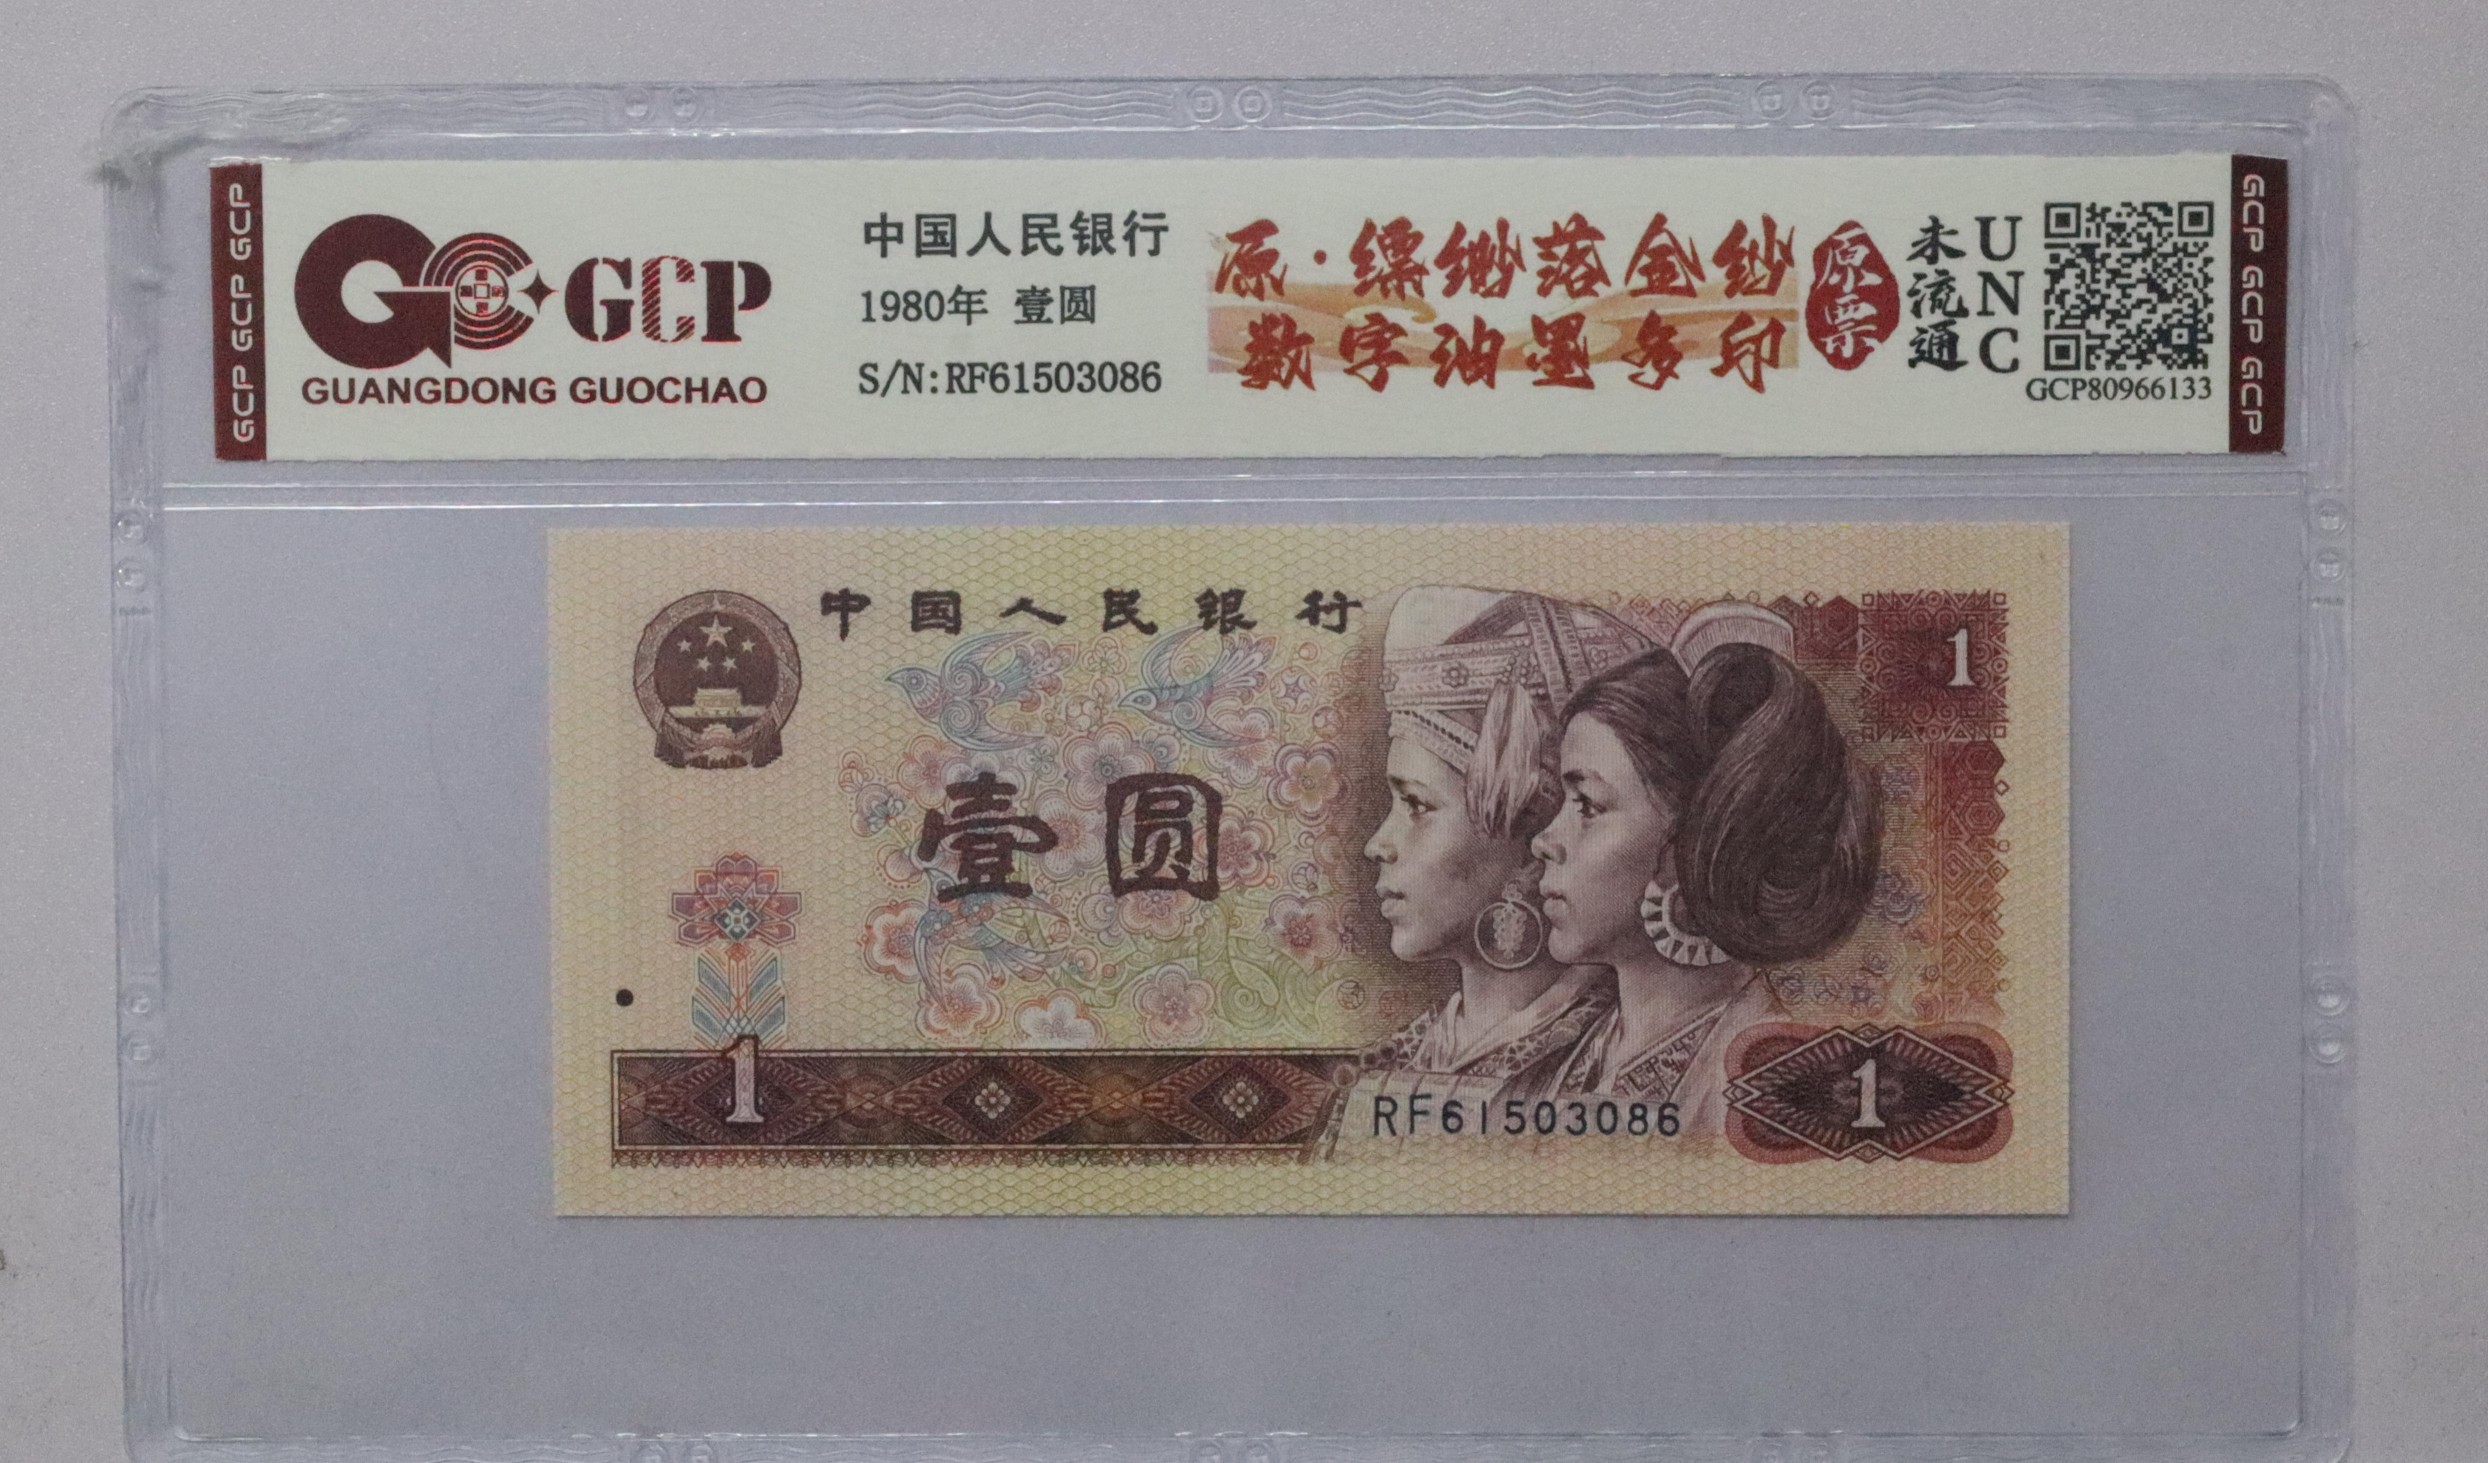 GCP GCP GCP
GCP
GUANGDONG GUOCHAO
中国人民银行
1980年 壹圆
S/N:RF61503086
原·缥缈落金纱
数字油墨多印
原票
未流通
UNC
GCP80966133
GCP GCP GCP
中国人民银行
1
壹圆
1
RF61503086
1